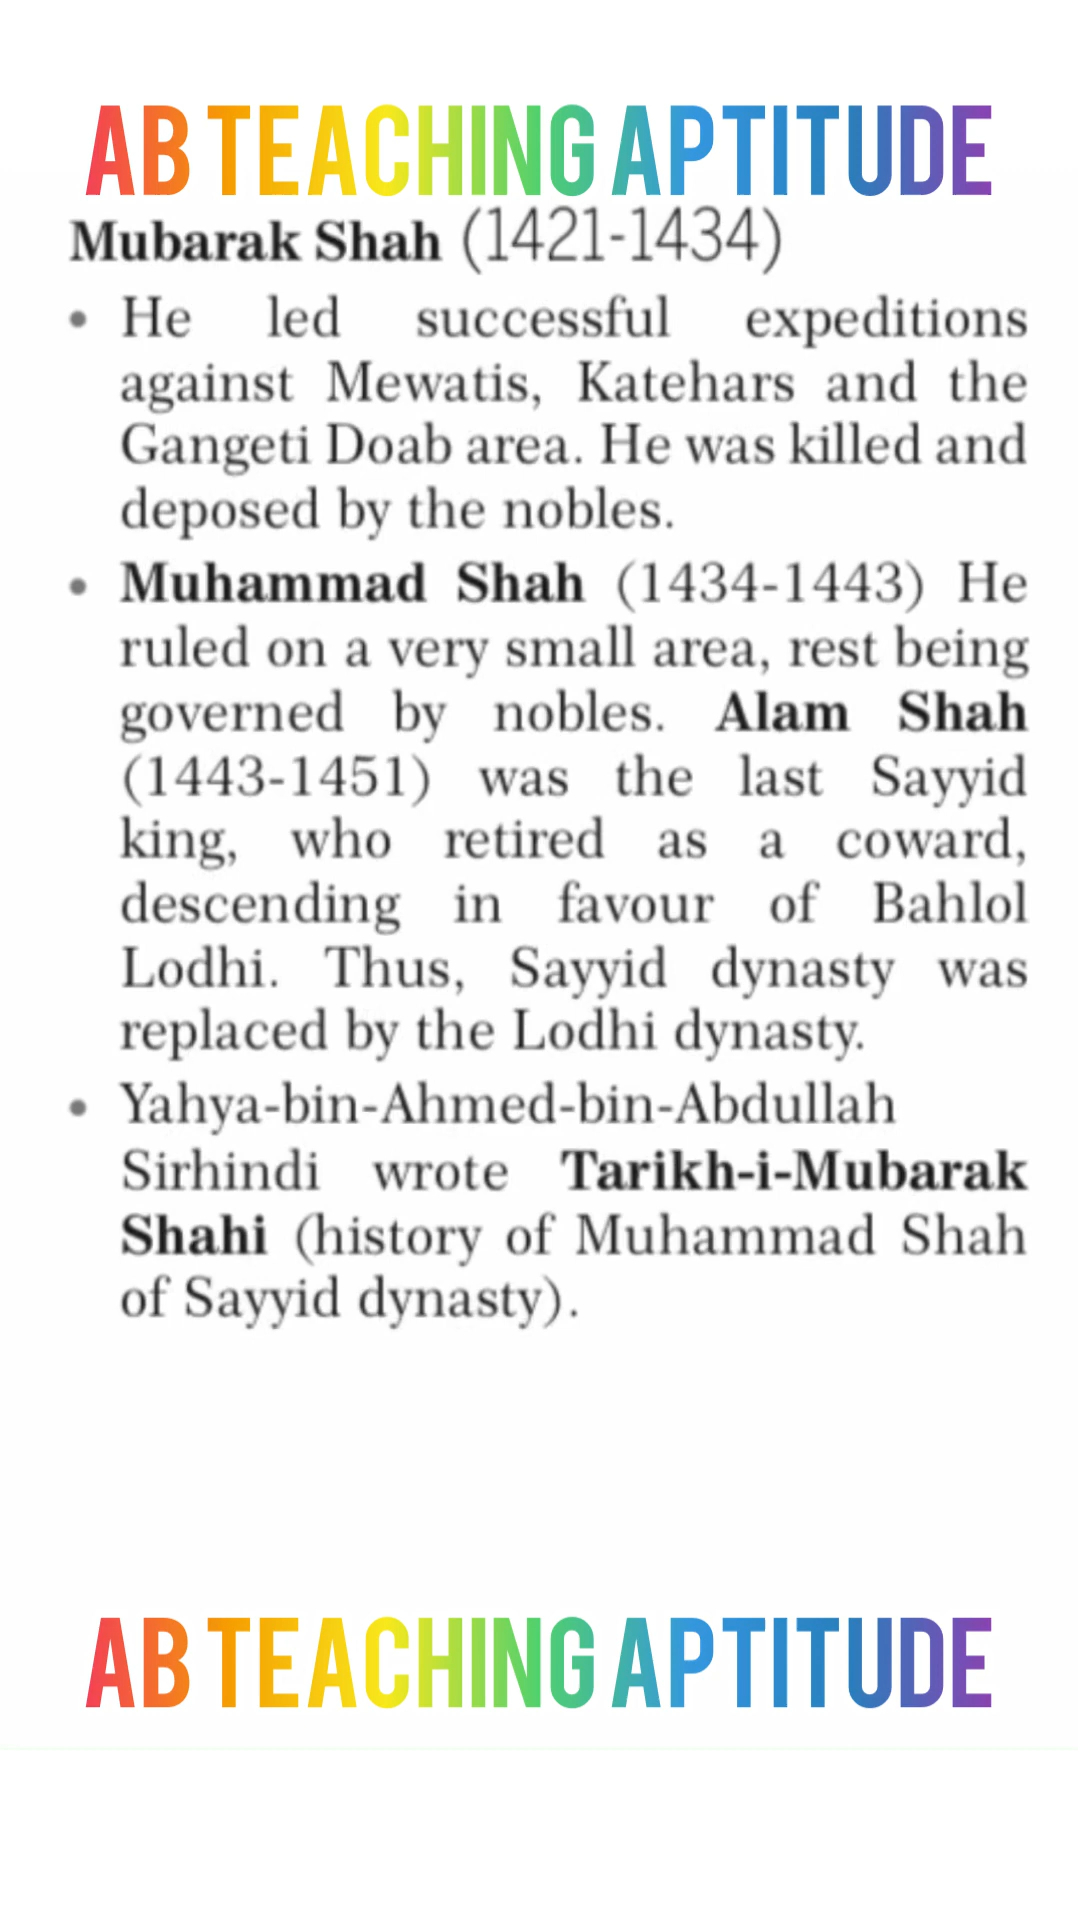 AB TEACHING APTITUDE
Mubarak Shah (1421-1434)
• He led successful expeditions
against Mewatis, Katehars and the
Gangeti Doab area. He was killed and
deposed by the nobles.
• Muhammad Shah (1434-1443) He
ruled on a very small area, rest being
governed by nobles. Alam Shah
(1443-1451) was the last Sayyid
king, who retired as a coward,
descending in favour of Bahlol
Lodhi. Thus, Sayyid dynasty was
replaced by the Lodhi dynasty.
• Yahya-bin-Ahmed-bin-Abdullah
Sirhindi wrote Tarikh-i-Mubarak
Shahi (history of Muhammad Shah
of Sayyid dynasty).
AB TEACHING APTITUDE